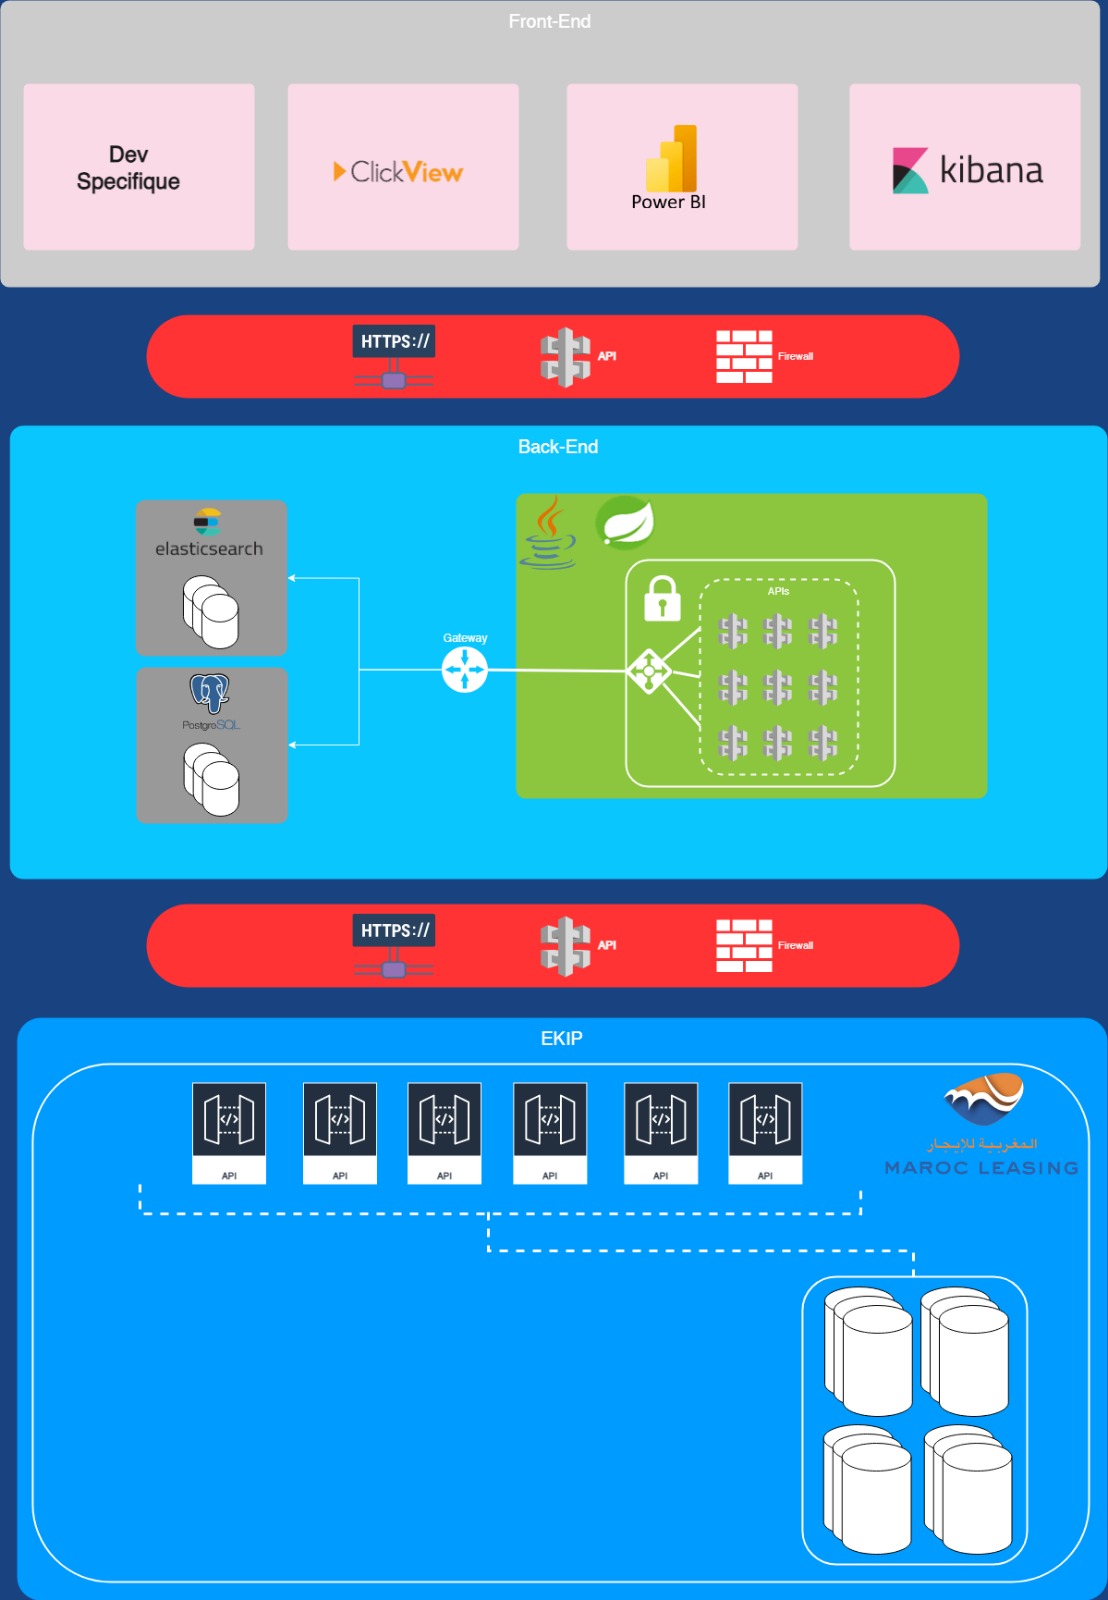 Front-End
Dev
Specifique
ClickView
Power BI
kibana
HTTPS://
API
Firewall
Back-End
elasticsearch
PostgreSQL
Gateway
APIs
HTTPS://
API
Firewall
EKIP
</>
</>
</>
</>
</>
</>
API
API
API
API
API
API
المغربية للإيجار
MAROC LEASING